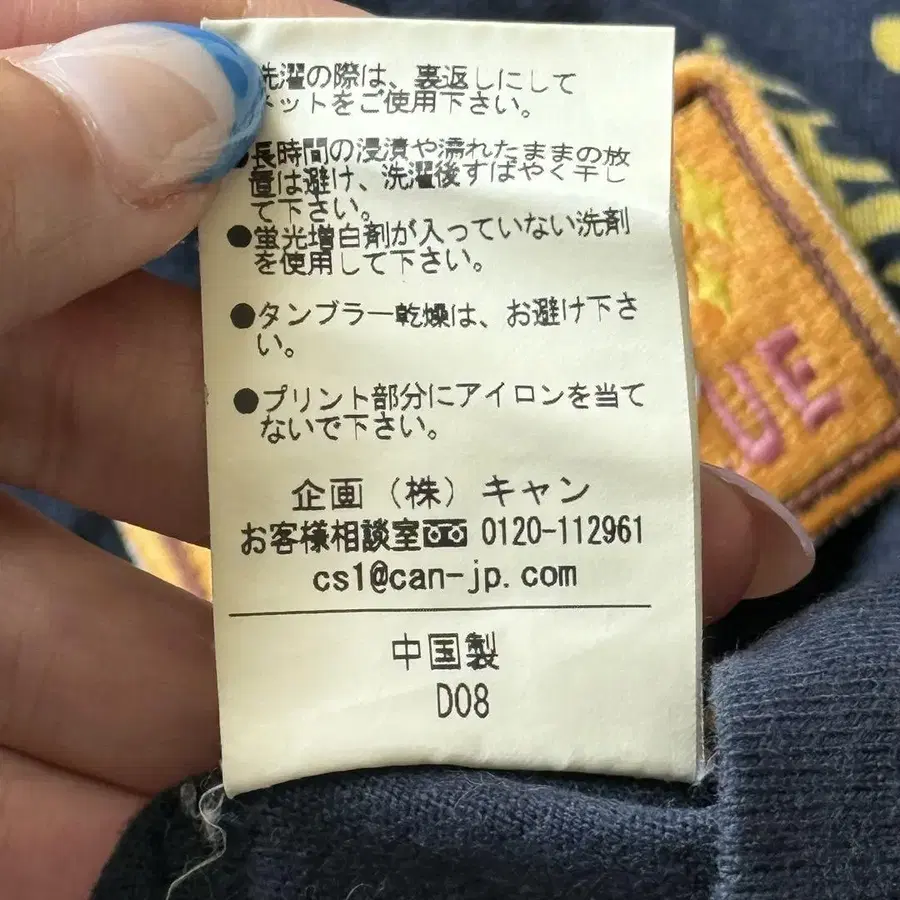 洗濯の際は、裏返しにして
ネットをご使用下さい。
●長時間の浸漬や濡れたままの放
置は避け、洗濯後すばやく干し
て下さい。
●蛍光増白剤が入っていない洗剤
を使用して下さい。
●タンブラー乾燥は、お避け下さ
い。
●プリント部分にアイロンを当て
ないで下さい。
企画（株）キャン
お客様相談室 0120-112961
cs1@can-jp.com
中国製
D08
UE